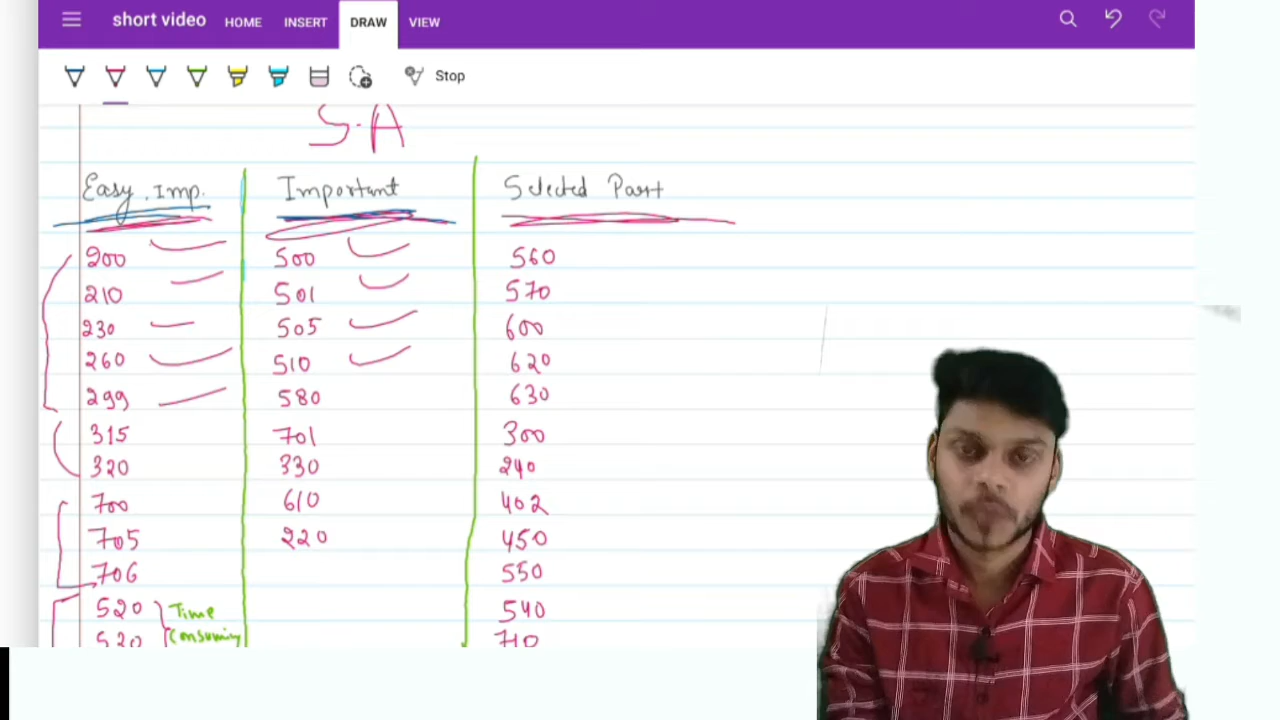 short video HOME INSERT DRAW VIEW
Stop
S.A
Easy. Imp. Important Selected Part
200 500 560
210 501 570
230 505 600
260 510 620
299 580 630
315 701 300
320 330 240
700 610 402
705 220 450
706 550
520 Time 540
530 Consuming 710